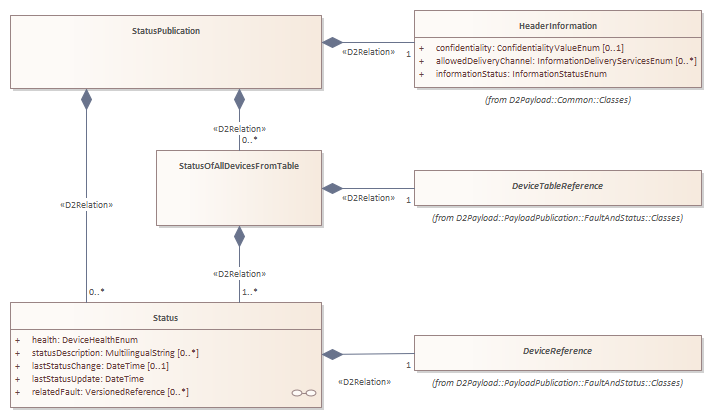 StatusPublication
HeaderInformation
+ confidentiality: ConfidentialityValueEnum [0..1]
+ allowedDeliveryChannel: InformationDeliveryServicesEnum [0..*]
+ informationStatus: InformationStatusEnum
«D2Relation»
1
(from D2Payload::Common::Classes)
«D2Relation»
0..*
StatusOfAllDevicesFromTable
DeviceTableReference
«D2Relation»
1
«D2Relation»
(from D2Payload::PayloadPublication::FaultAndStatus::Classes)
«D2Relation»
0..*
1..*
Status
+ health: DeviceHealthEnum
+ statusDescription: MultilingualString [0..*]
+ lastStatusChange: DateTime [0..1]
+ lastStatusUpdate: DateTime
+ relatedFault: VersionedReference [0..*]
DeviceReference
1
«D2Relation»
(from D2Payload::PayloadPublication::FaultAndStatus::Classes)